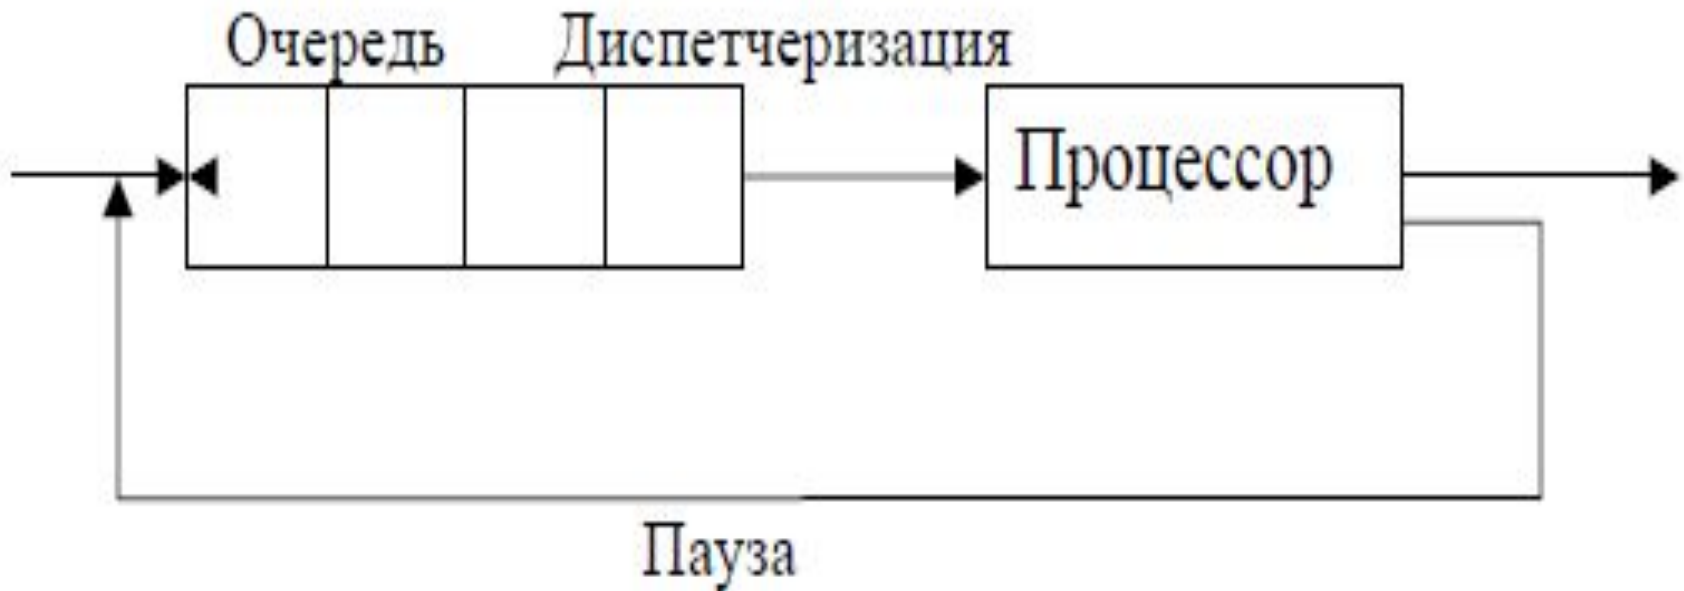 Очередь
Диспетчеризация
Процессор
Пауза